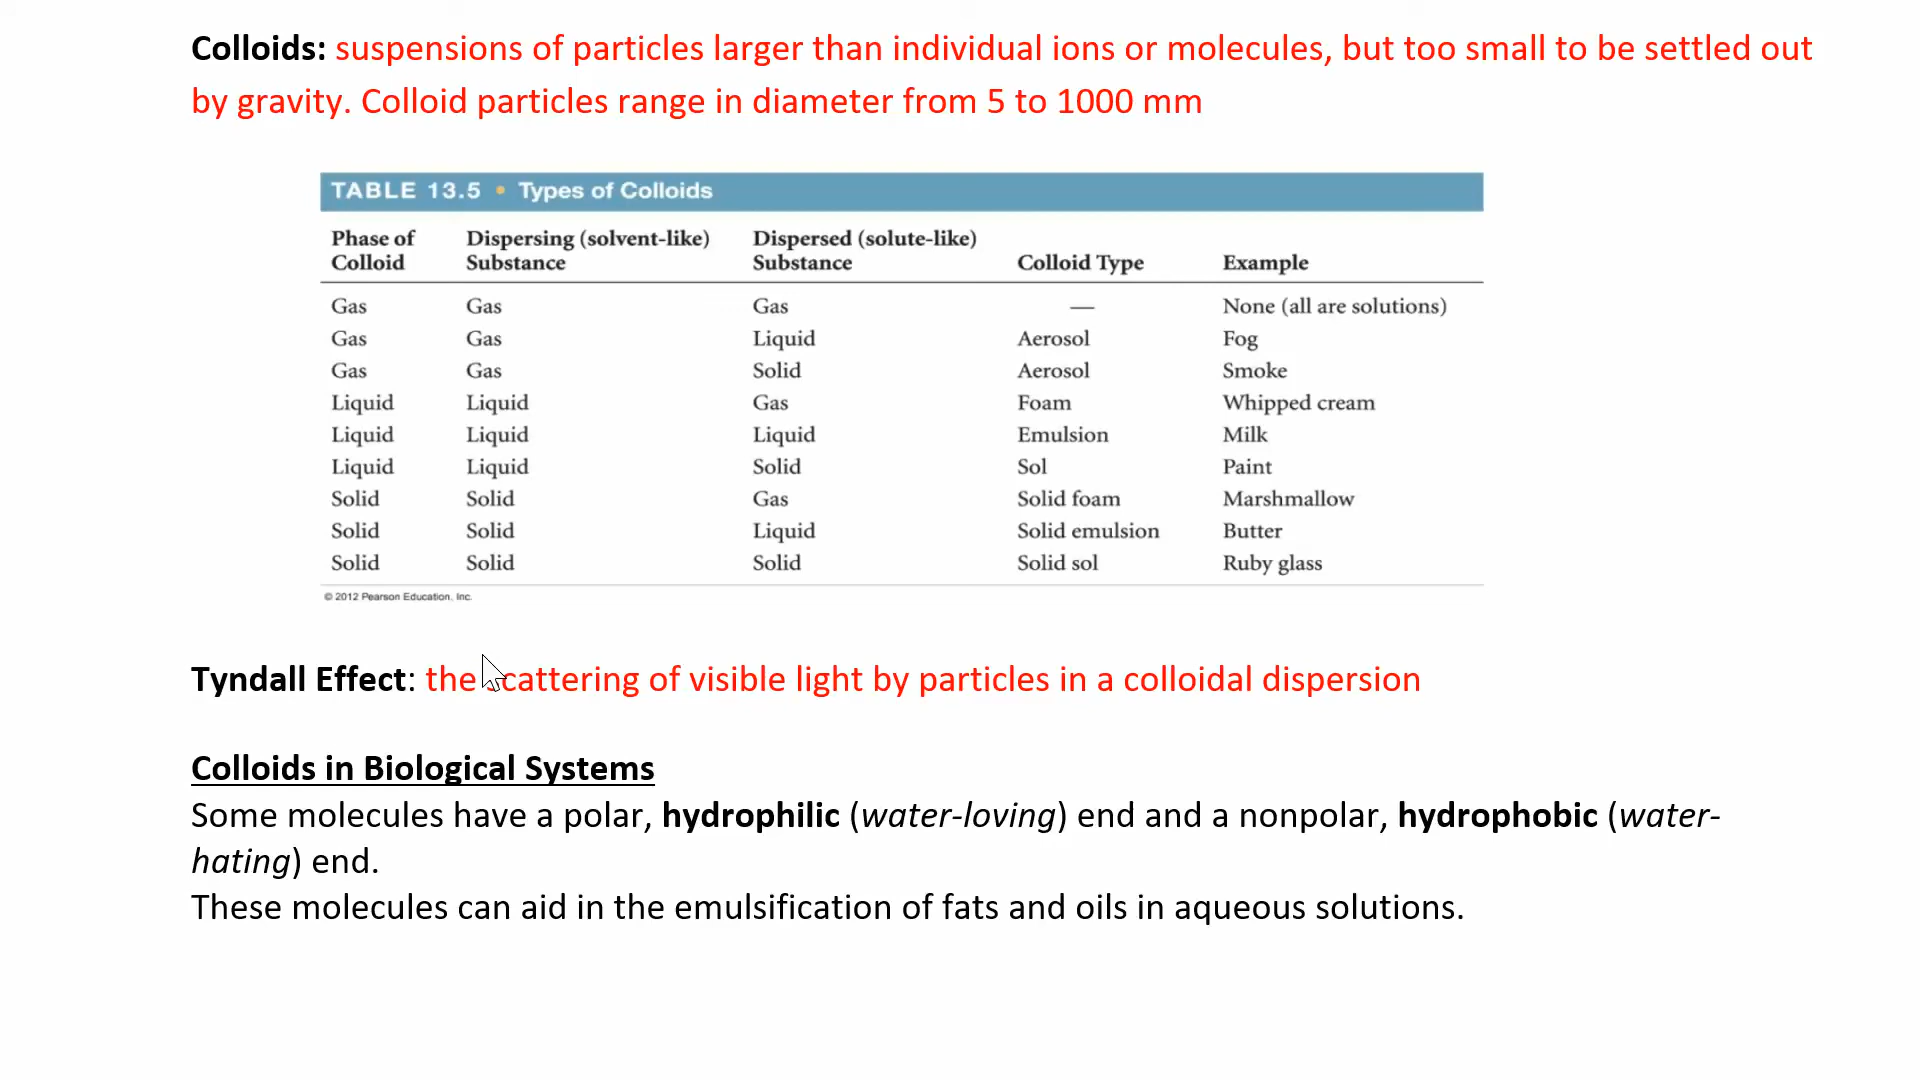 Colloids: suspensions of particles larger than individual ions or molecules, but too small to be settled out
by gravity. Colloid particles range in diameter from 5 to 1000 mm
TABLE 13.5 • Types of Colloids
Phase of Colloid Dispersing (solvent-like) Substance Dispersed (solute-like) Substance Colloid Type Example
Gas Gas Gas — None (all are solutions)
Gas Gas Liquid Aerosol Fog
Gas Gas Solid Aerosol Smoke
Liquid Liquid Gas Foam Whipped cream
Liquid Liquid Liquid Emulsion Milk
Liquid Liquid Solid Sol Paint
Solid Solid Gas Solid foam Marshmallow
Solid Solid Liquid Solid emulsion Butter
Solid Solid Solid Solid sol Ruby glass
© 2012 Pearson Education, Inc.
Tyndall Effect: the scattering of visible light by particles in a colloidal dispersion
Colloids in Biological Systems
Some molecules have a polar, hydrophilic (water-loving) end and a nonpolar, hydrophobic (water-
hating) end.
These molecules can aid in the emulsification of fats and oils in aqueous solutions.